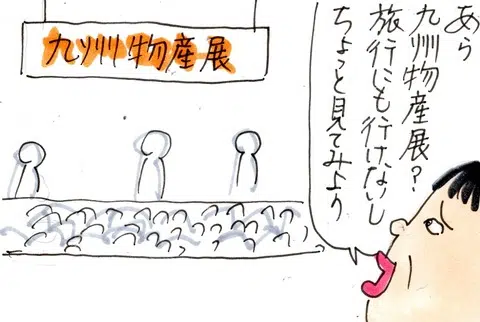 九州物産展
あら
九州物産展?
旅行にも行けないし
ちょっと見てみよう